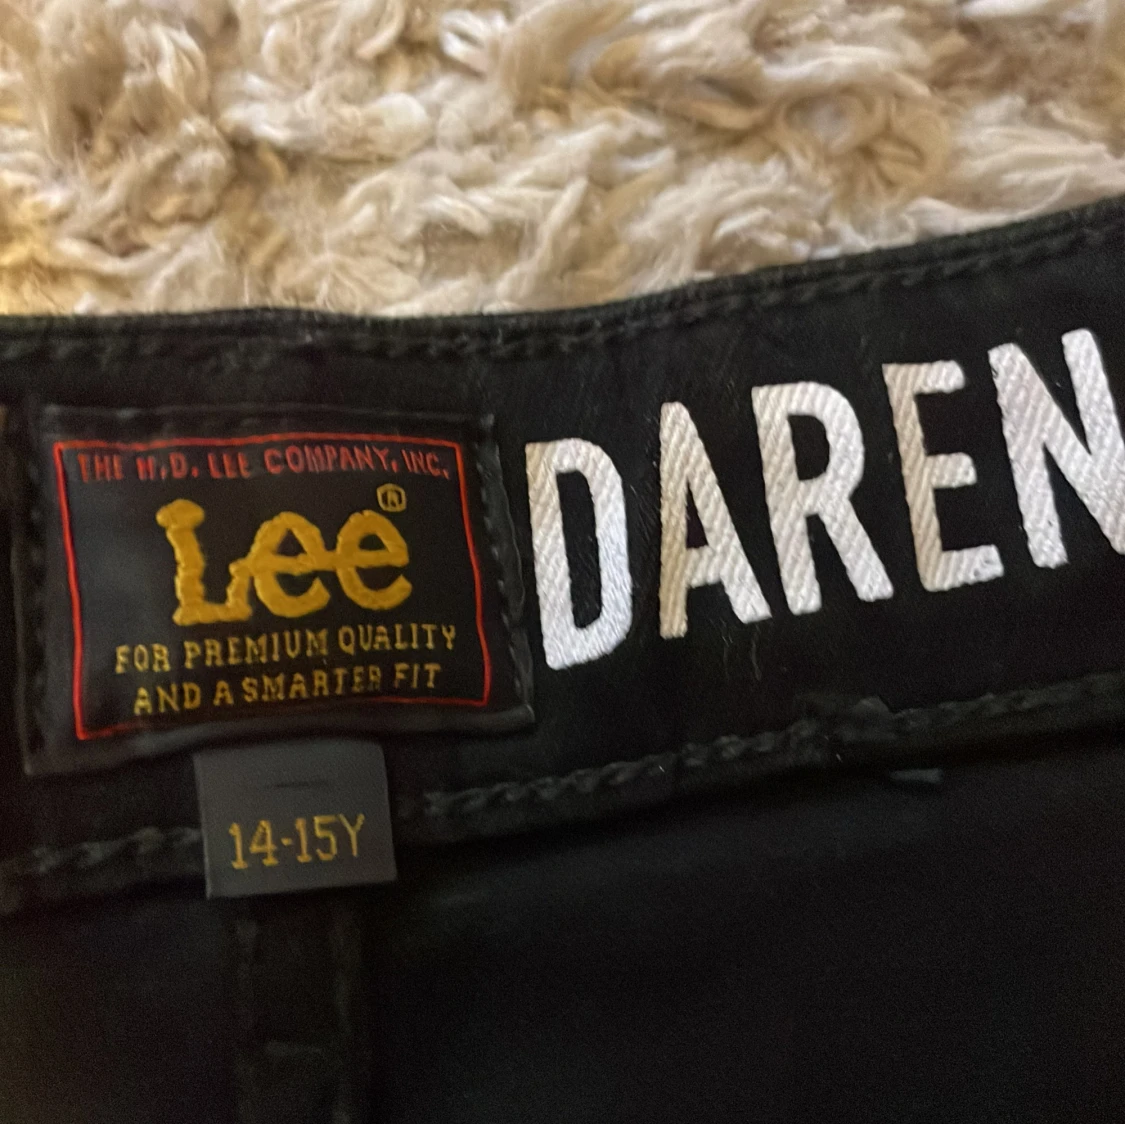 THE H.D. LEE COMPANY, INC.
Lee®
FOR PREMIUM QUALITY
AND A SMARTER FIT
14-15Y
DAREN